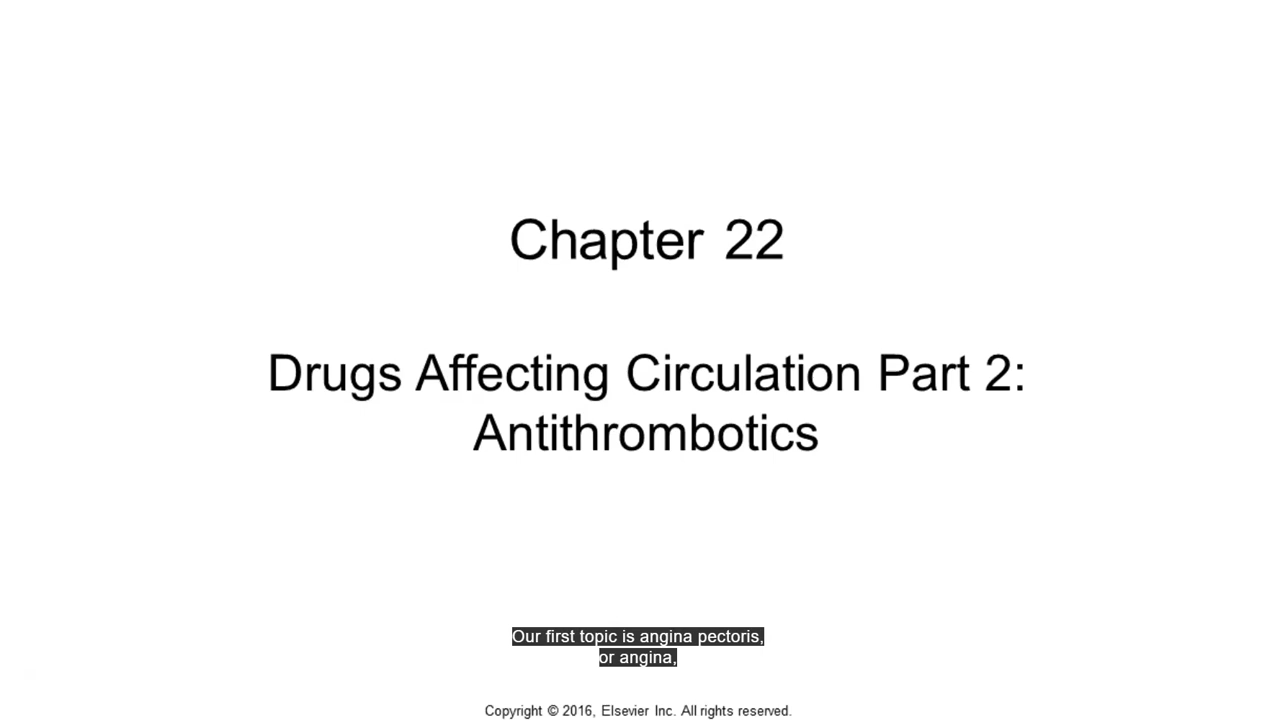 Chapter 22
Drugs Affecting Circulation Part 2:
Antithrombotics
Our first topic is angina pectoris,
or angina,
Copyright © 2016, Elsevier Inc. All rights reserved.